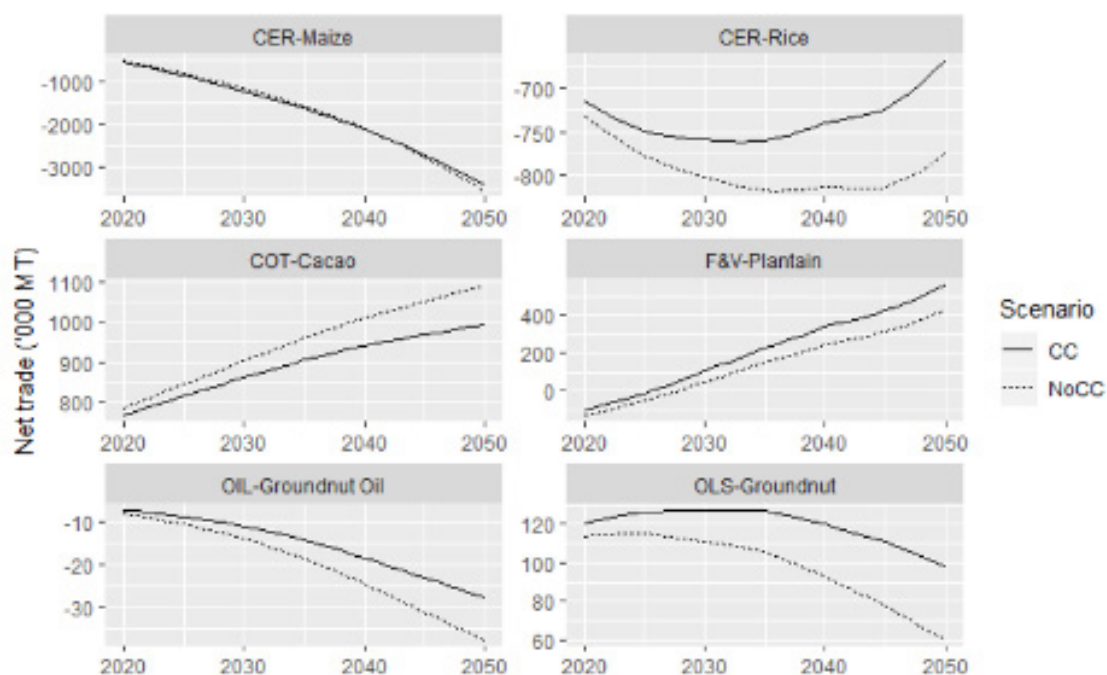 CER-Maize
CER-Rice
-1000
-2000
-3000
-700
-750
-800
2020 2030 2040 2050
2020 2030 2040 2050
COT-Cacao
F&V-Plantain
1100
1000
900
800
400
200
0
2020 2030 2040 2050
2020 2030 2040 2050
OIL-Groundnut Oil
OLS-Groundnut
-10
-20
-30
120
100
80
60
2020 2030 2040 2050
2020 2030 2040 2050
Net trade ('000 MT)
Scenario
CC
NoCC